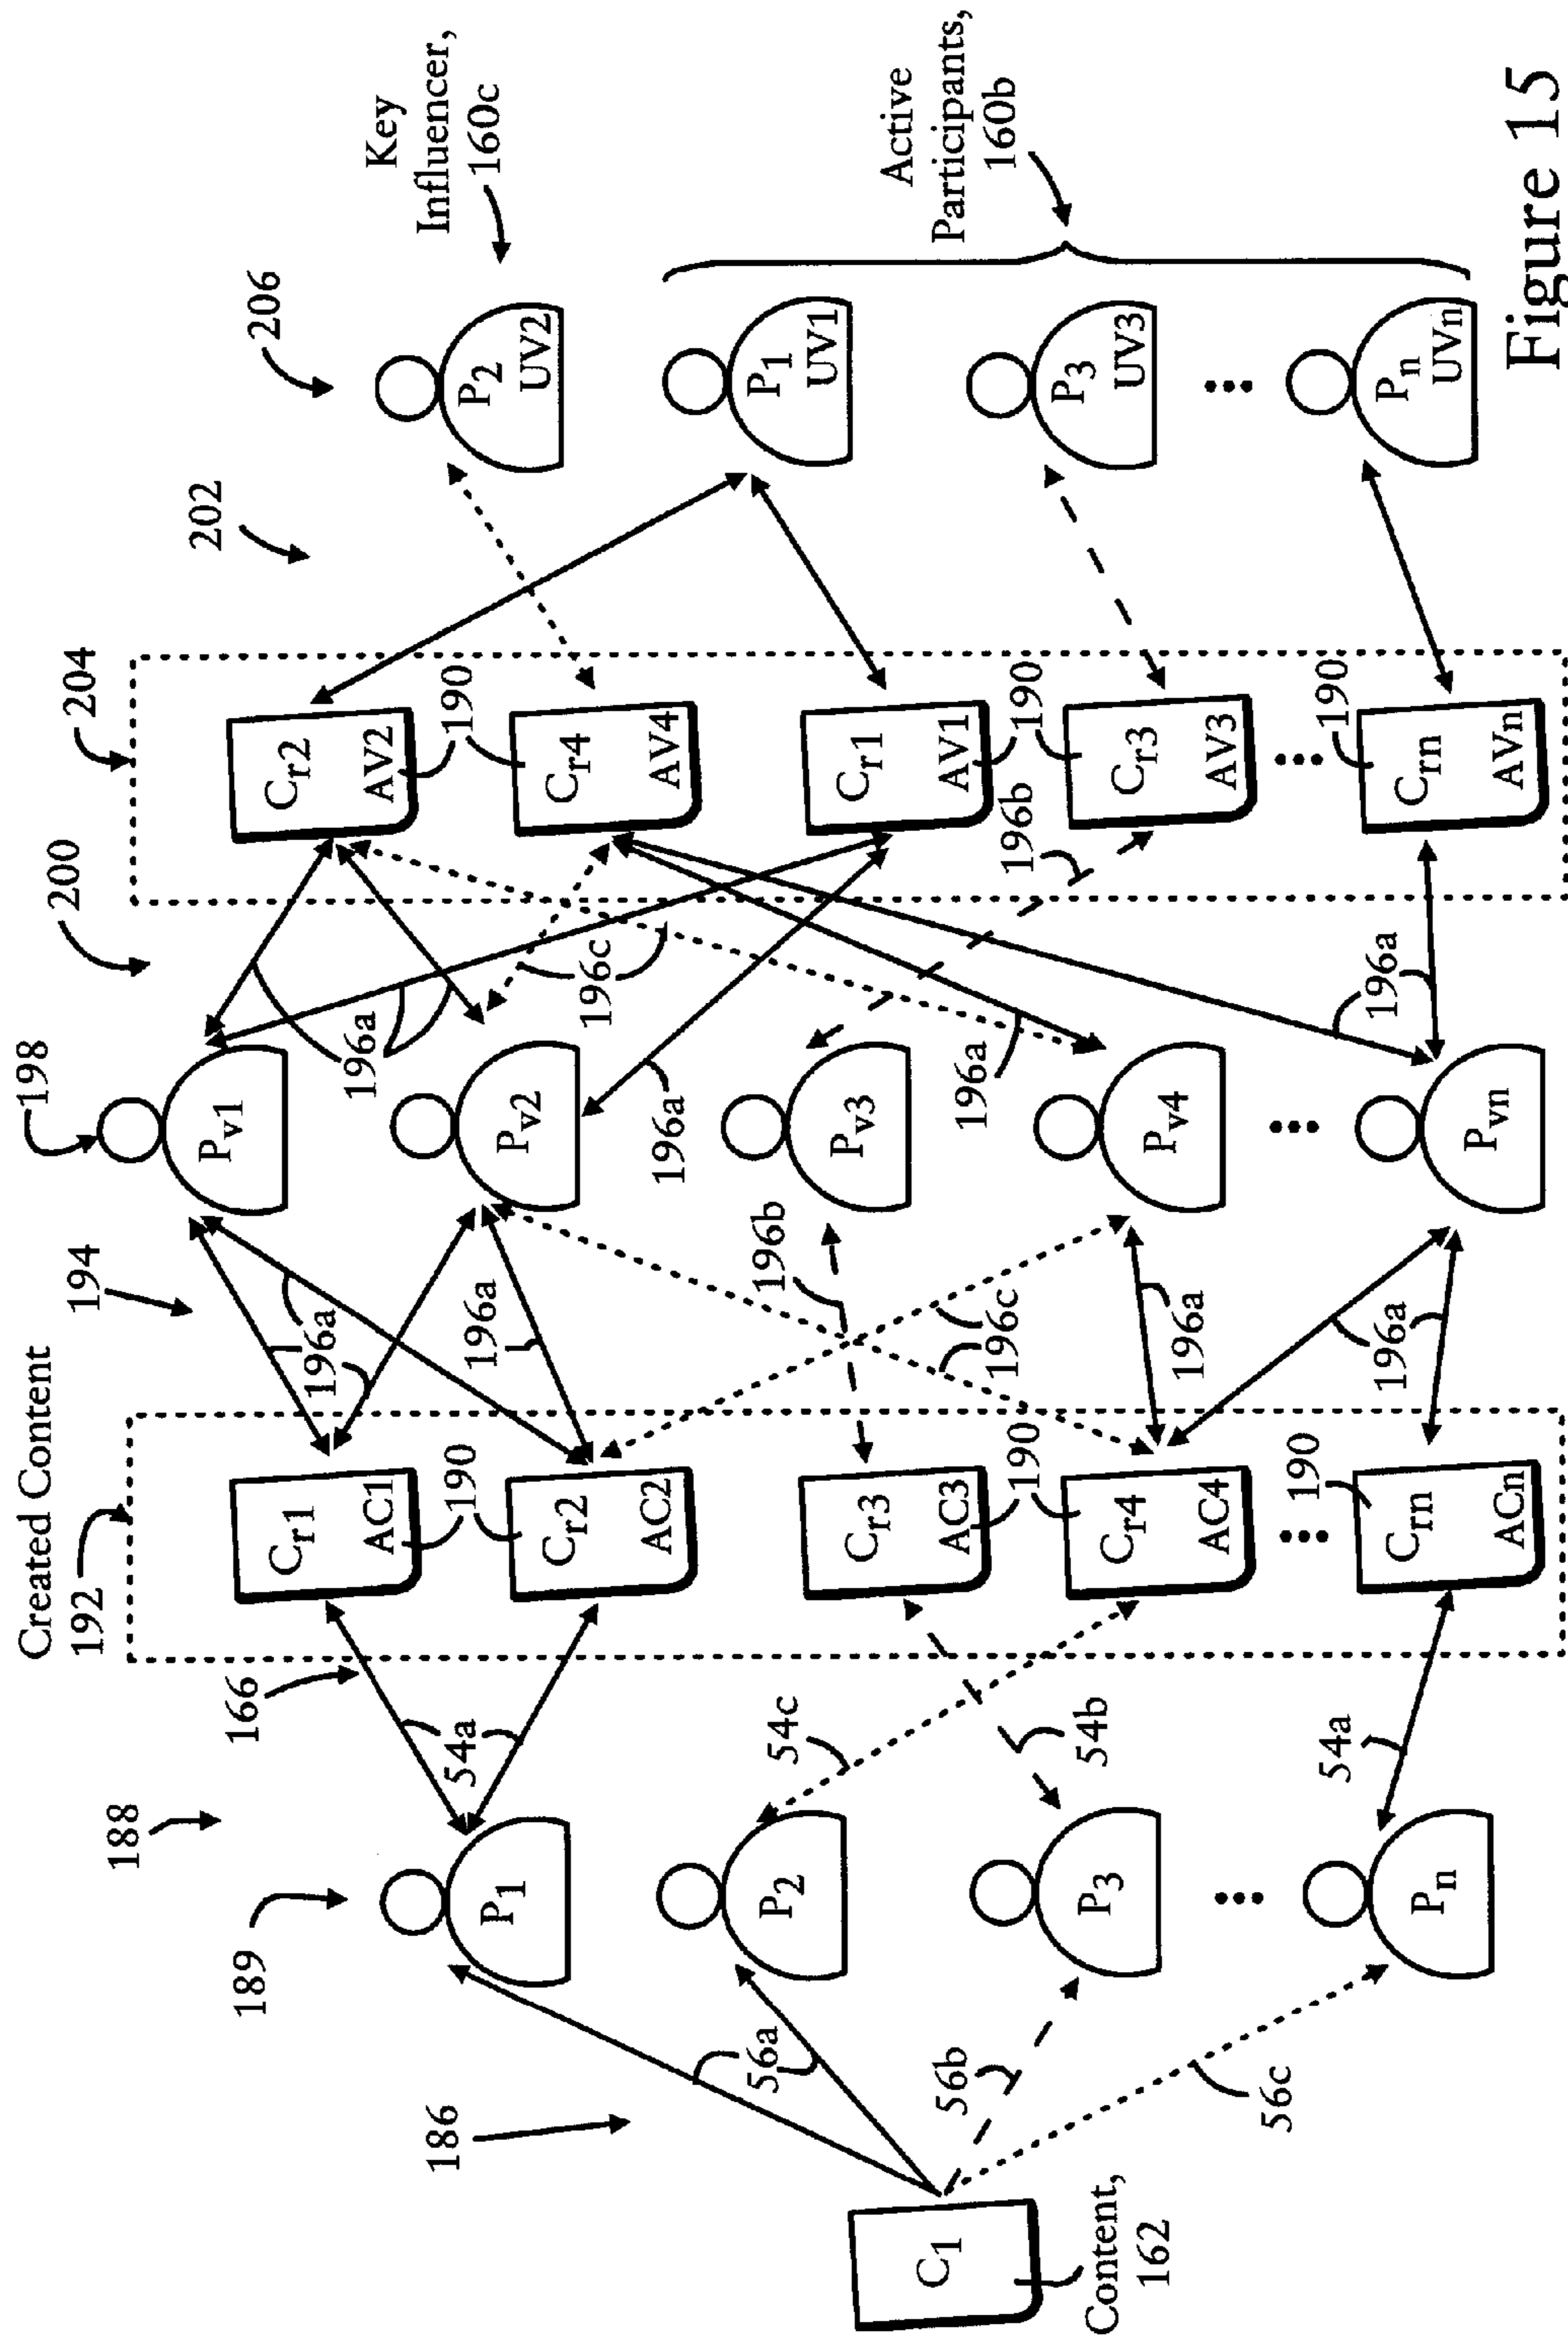 Created Content
192
204
198
200
194
166
188
189
186
202
206
Key
Influencer,
160c
Active
Participants,
160b
Content,
162
C1
56a
56b
56c
P1
P2
P3
Pn
54a
54c
54b
54a
Cr1
AC1
190
Cr2
AC2
Cr3
AC3
190
Cr4
AC4
190
Crn
ACn
196a
196a
196b
196c
196a
196a
Pv1
Pv2
Pv3
Pv4
Pvn
196a
196c
196a
196b
196a
196a
Cr2
AV2
190
Cr4
AV4
Cr1
AV1
190
Cr3
AV3
190
Crn
AVn
P2
UV2
P1
UV1
P3
UV3
Pn
UVn
Figure 15